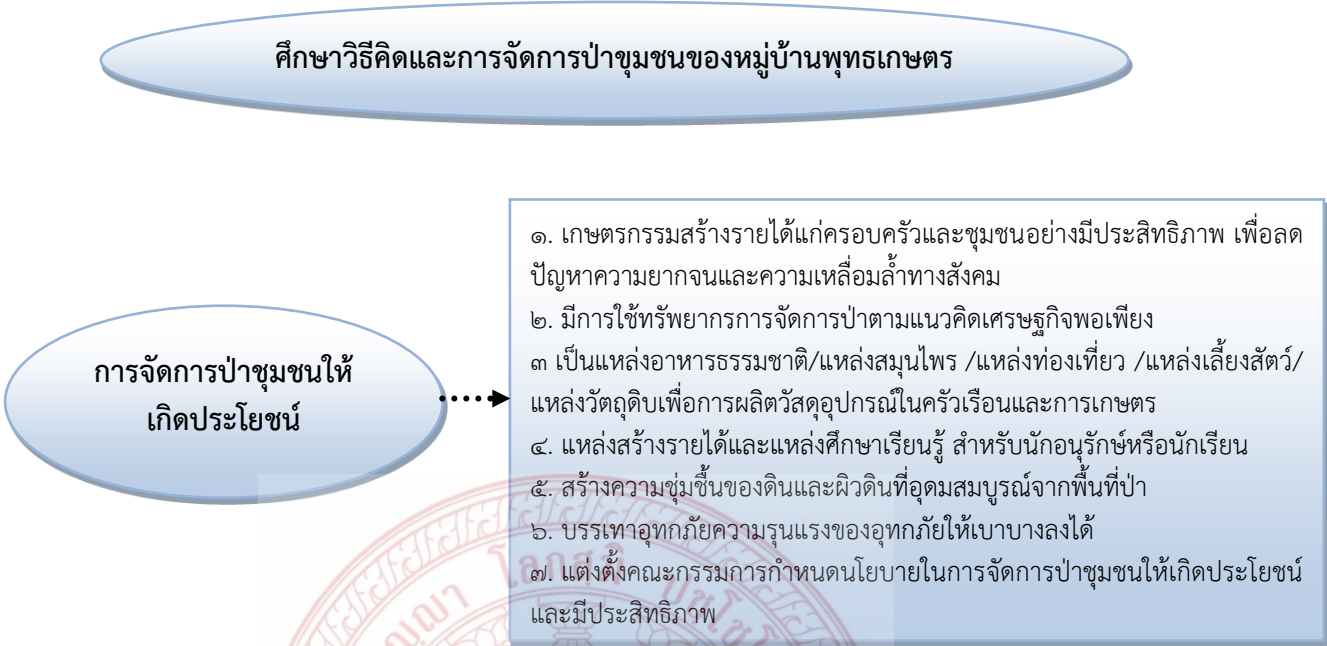 ศึกษาวิธีคิดและการจัดการป่าขุมชนของหมู่บ้านพุทธเกษตร
การจัดการป่าชุมชนให้
เกิดประโยชน์
๑. เกษตรกรรมสร้างรายได้แก่ครอบครัวและชุมชนอย่างมีประสิทธิภาพ เพื่อลด
ปัญหาความยากจนและความเหลื่อมล้ำทางสังคม
๒. มีการใช้ทรัพยากรการจัดการป่าตามแนวคิดเศรษฐกิจพอเพียง
๓ เป็นแหล่งอาหารธรรมชาติ/แหล่งสมุนไพร /แหล่งท่องเที่ยว /แหล่งเลี้ยงสัตว์/
แหล่งวัตถุดิบเพื่อการผลิตวัสดุอุปกรณ์ในครัวเรือนและการเกษตร
๔. แหล่งสร้างรายได้และแหล่งศึกษาเรียนรู้ สำหรับนักอนุรักษ์หรือนักเรียน
๕. สร้างความชุ่มชื้นของดินและผิวดินที่อุดมสมบูรณ์จากพื้นที่ป่า
๖. บรรเทาอุทกภัยความรุนแรงของอุทกภัยให้เบาบางลงได้
๗. แต่งตั้งคณะกรรมการกำหนดนโยบายในการจัดการป่าชุมชนให้เกิดประโยชน์
และมีประสิทธิภาพ